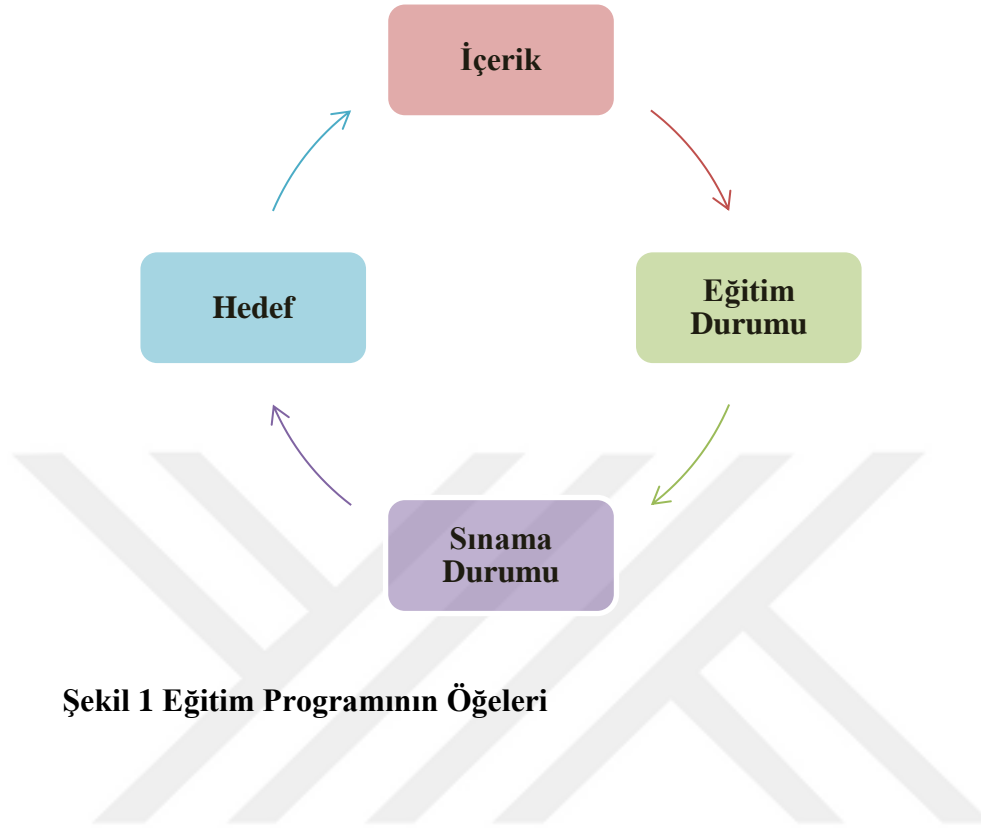 İçerik
Hedef
Eğitim
Durumu
Sınama
Durumu
Şekil 1 Eğitim Programının Öğeleri